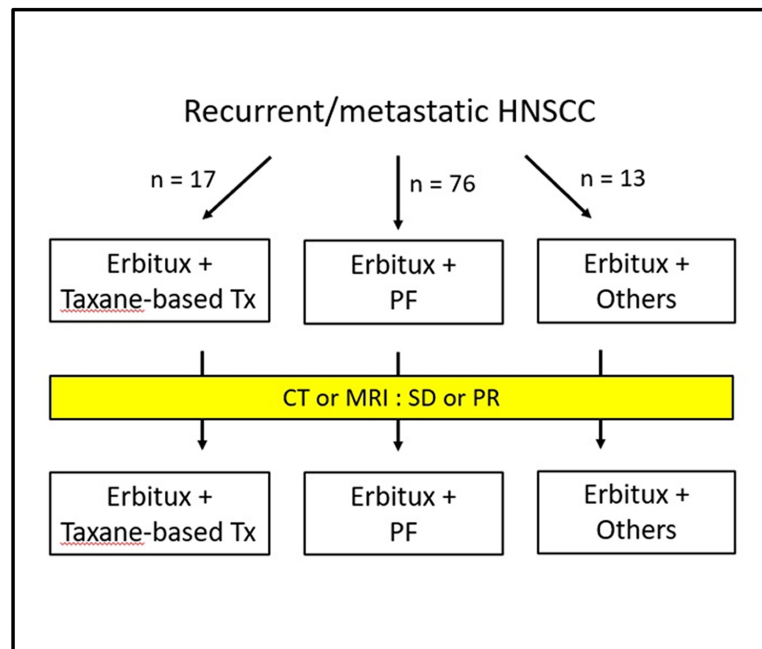 Recurrent/metastatic HNSCC
n = 17
n = 76
n = 13
Erbitux +
Taxane-based Tx
Erbitux +
PF
Erbitux +
Others
CT or MRI : SD or PR
Erbitux +
Taxane-based Tx
Erbitux +
PF
Erbitux +
Others